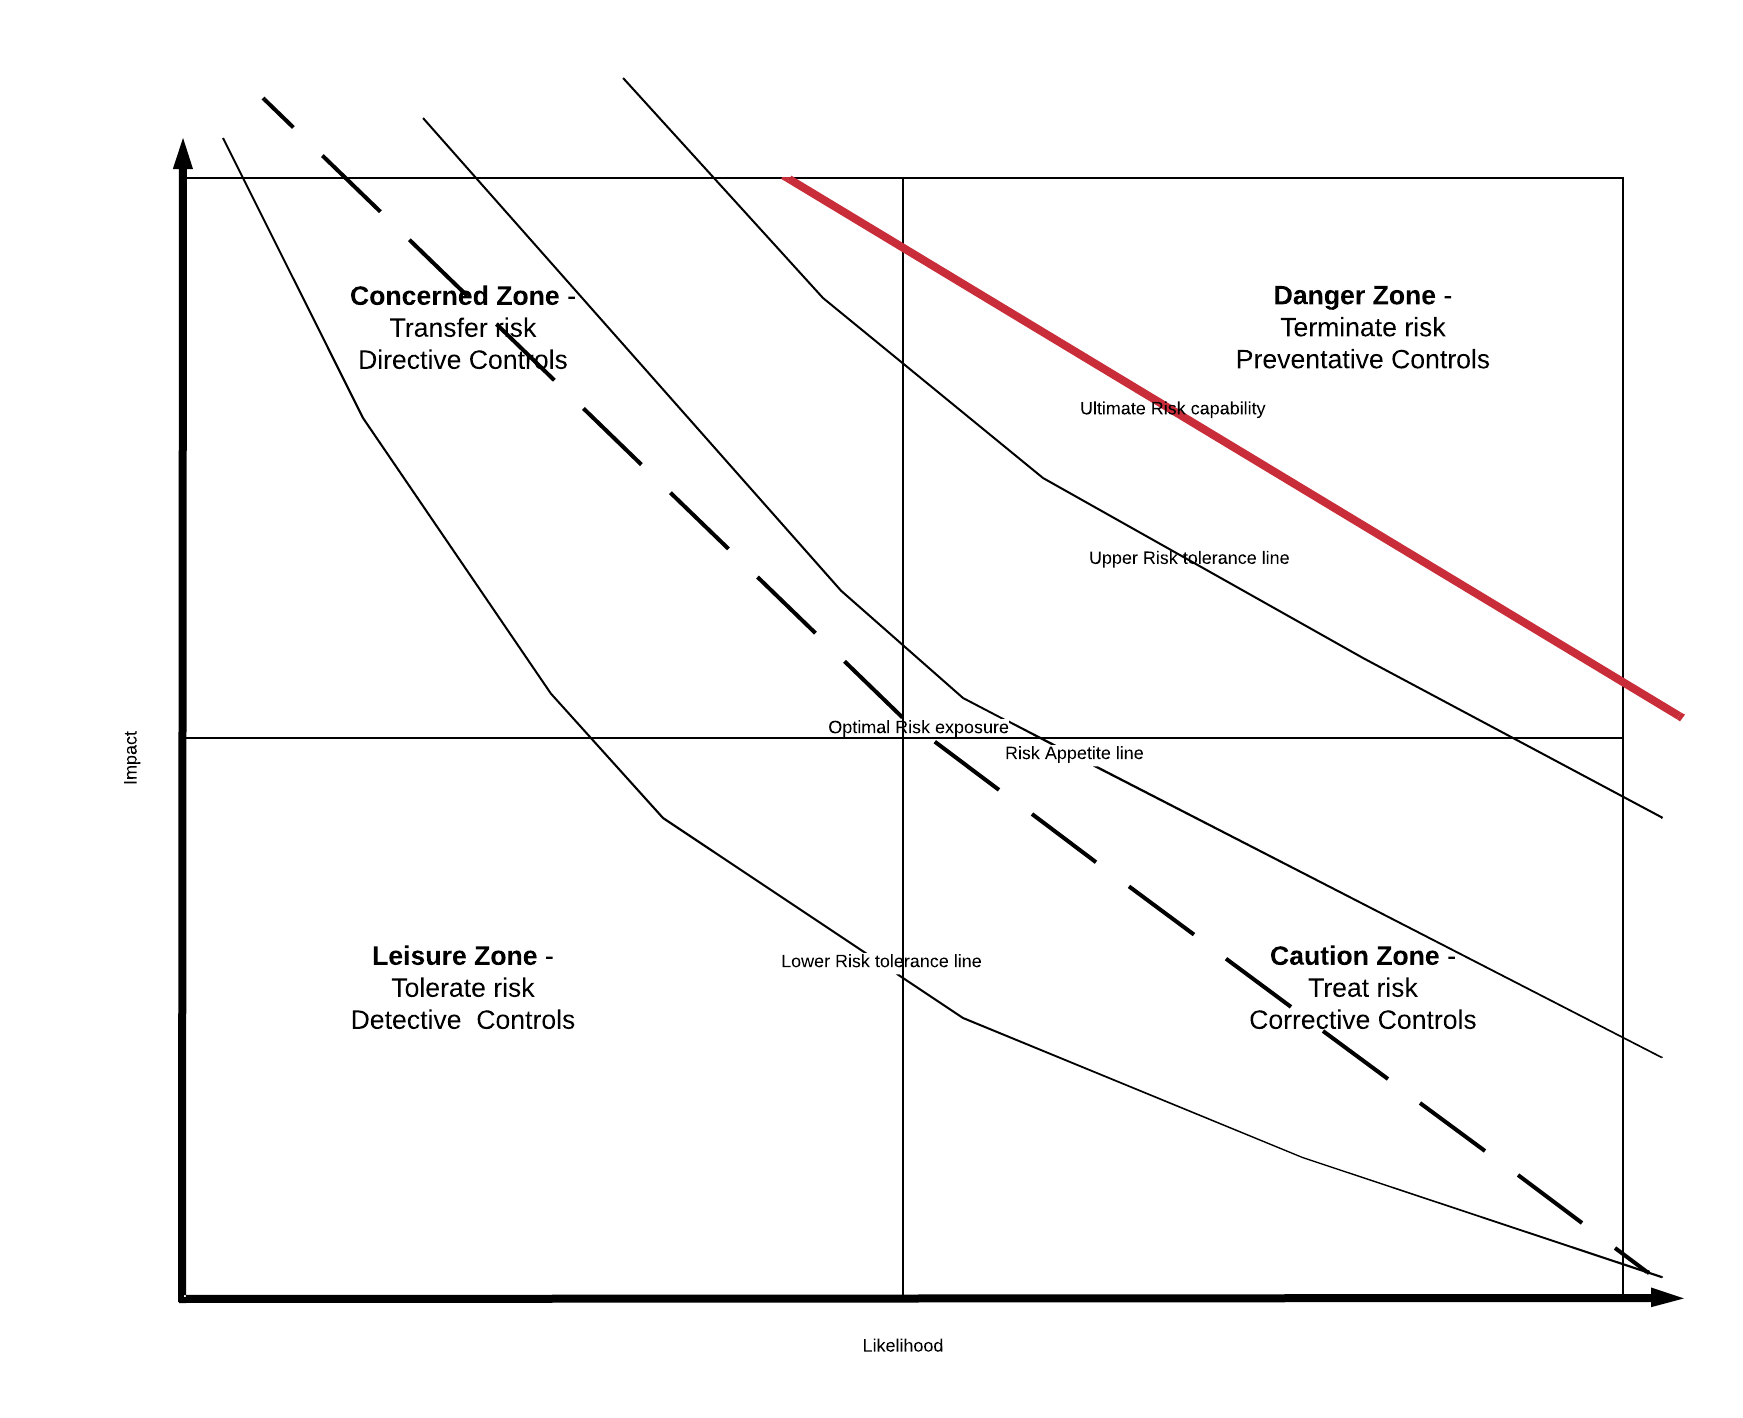 Concerned Zone -
Transfer risk
Directive Controls
Danger Zone -
Terminate risk
Preventative Controls
Ultimate Risk capability
Upper Risk tolerance line
Optimal Risk exposure
Risk Appetite line
Impact
Leisure Zone -
Tolerate risk
Detective  Controls
Lower Risk tolerance line
Caution Zone -
Treat risk
Corrective Controls
Likelihood